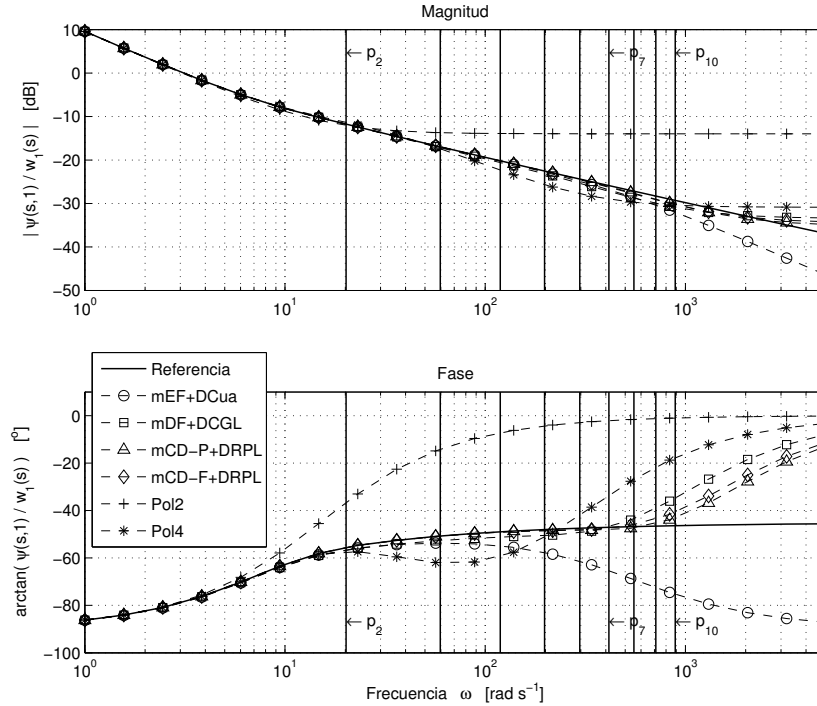 Magnitud
10
0
−10
−20
−30
−40
−50
| ψ(s,1) / w₁(s) | [dB]
← p₂
← p₇
← p₁₀
10⁰
10¹
10²
10³
Fase
Referencia
mEF+DCua
mDF+DCGL
mCD−P+DRPL
mCD−F+DRPL
Pol2
Pol4
0
−20
−40
−60
−80
−100
arctan( ψ(s,1) / w₁(s) ) [º]
← p₂
← p₇
← p₁₀
10⁰
10¹
10²
10³
Frecuencia ω [rad s⁻¹]